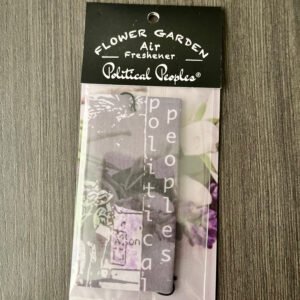 FLOWER GARDEN
Air
Freshener
Political Peoples®
political
peoples